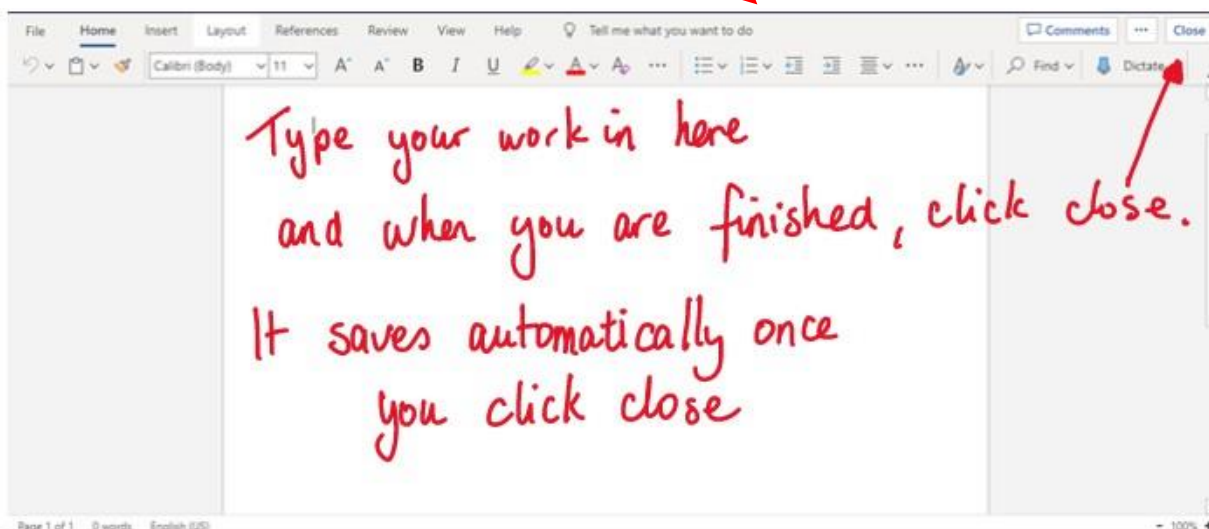 File Home Insert Layout References Review View Help Tell me what you want to do Comments ... Close
Calibri (Body) 11 A^ A˅ B I U A A ... Find Dictate
Type your work in here
and when you are finished, click close.
It saves automatically once
you click close
Page 1 of 1 0 words English (US) - 100% +